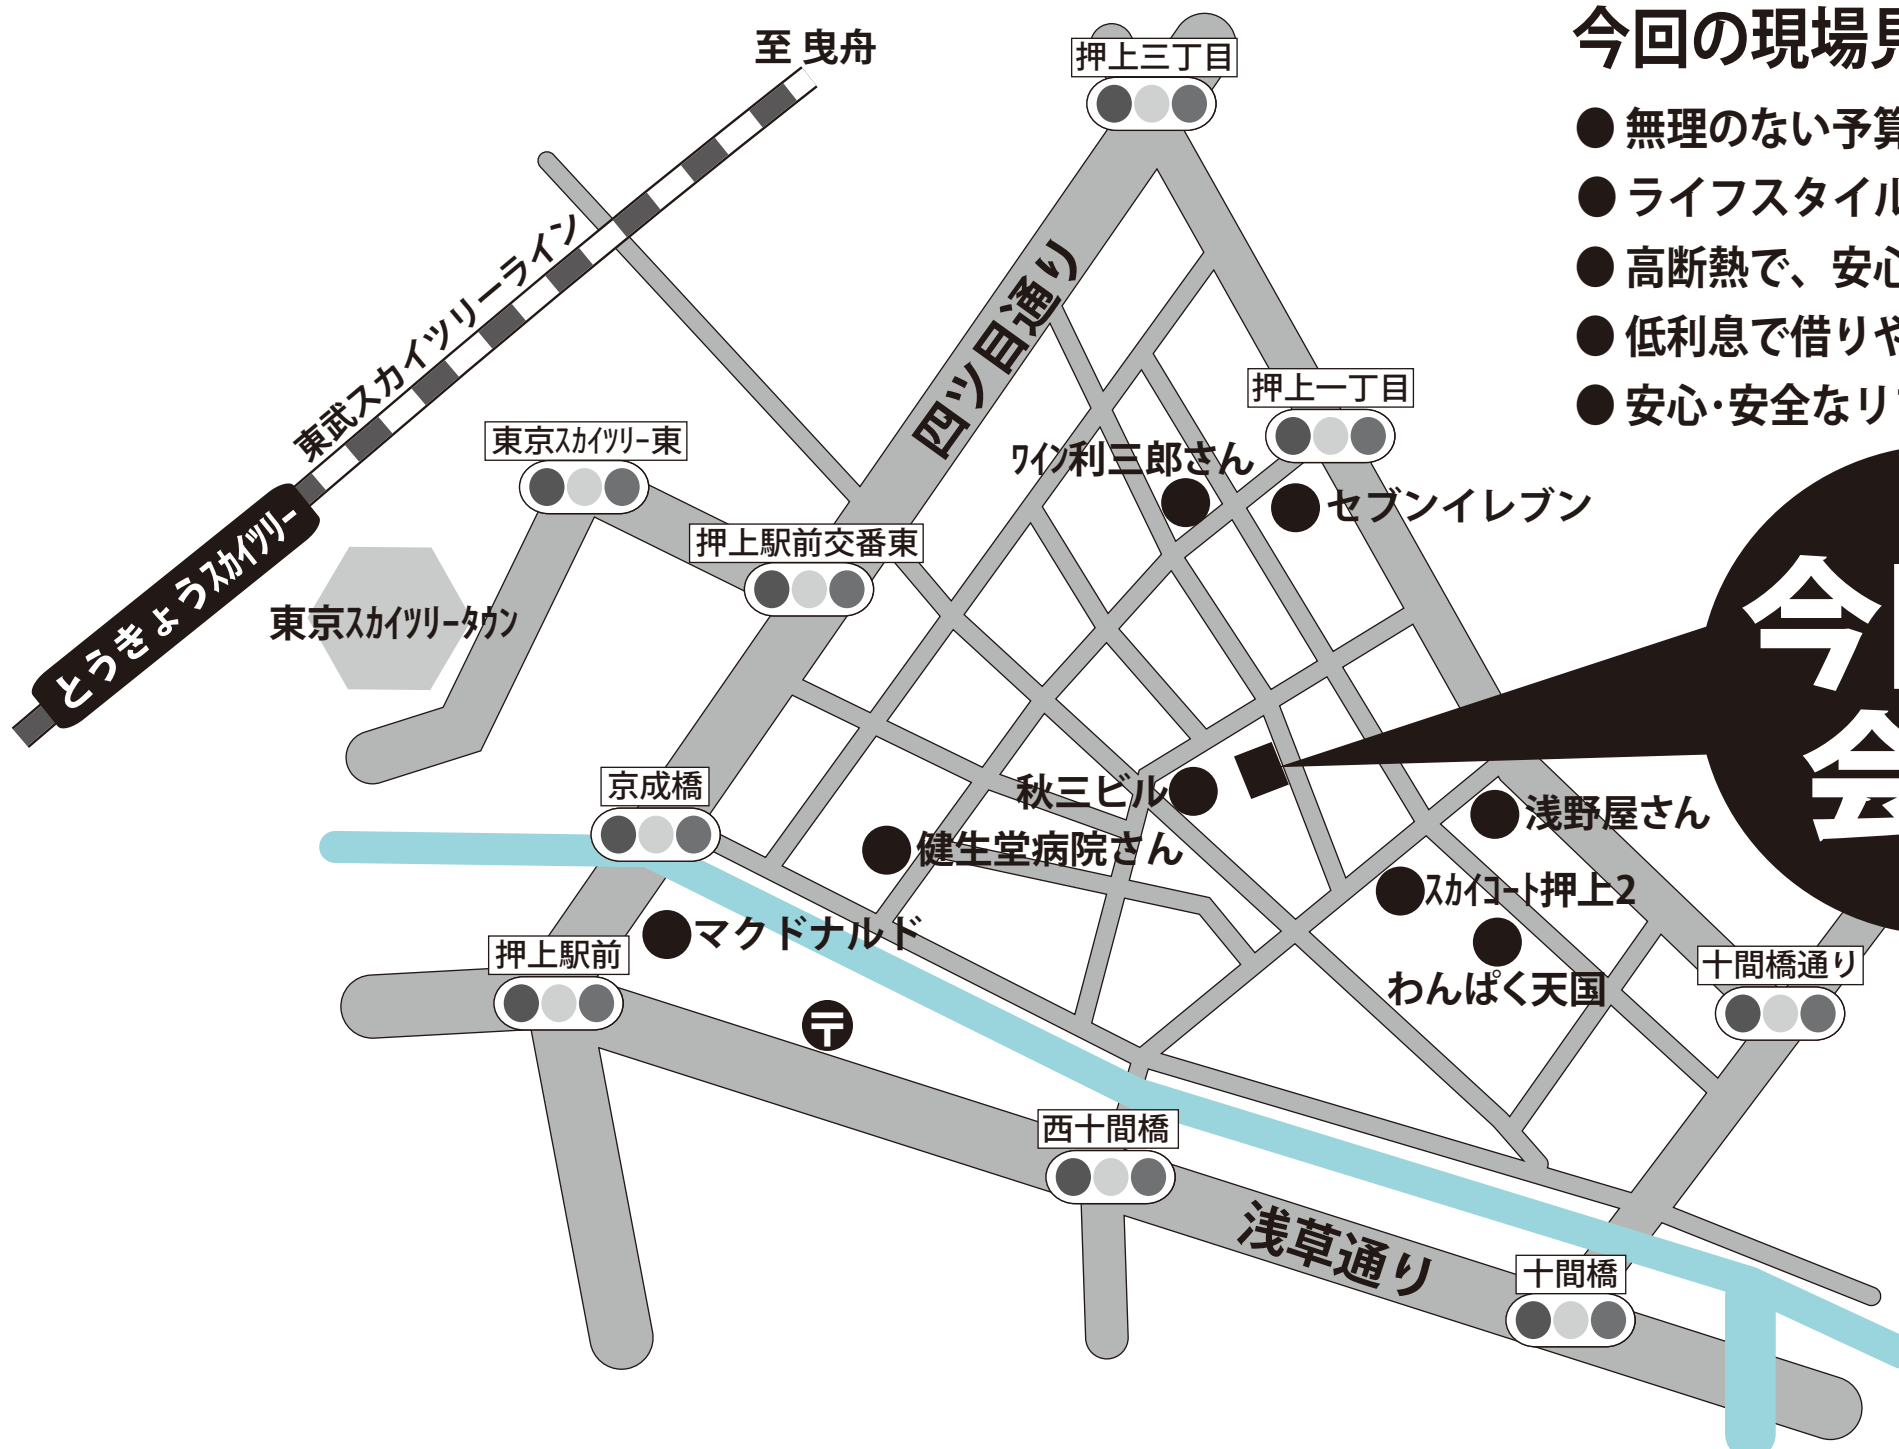 至 曳舟
押上三丁目
今回の現場
● 無理のない予算
● ライフスタイル
● 高断熱で、安心
● 低利息で借りや
● 安心・安全なリ
東武スカイツリーライン
四ツ目通り
押上一丁目
東京スカイツリー東
ワイン利三郎さん
セブンイレブン
押上駅前交番東
とうきょうスカイツリー
東京スカイツリータウン
今
会
京成橋
秋三ビル
浅野屋さん
健生堂病院さん
スカイコート押上2
マクドナルド
押上駅前
わんぱく天国
十間橋通り
〒
西十間橋
浅草通り
十間橋